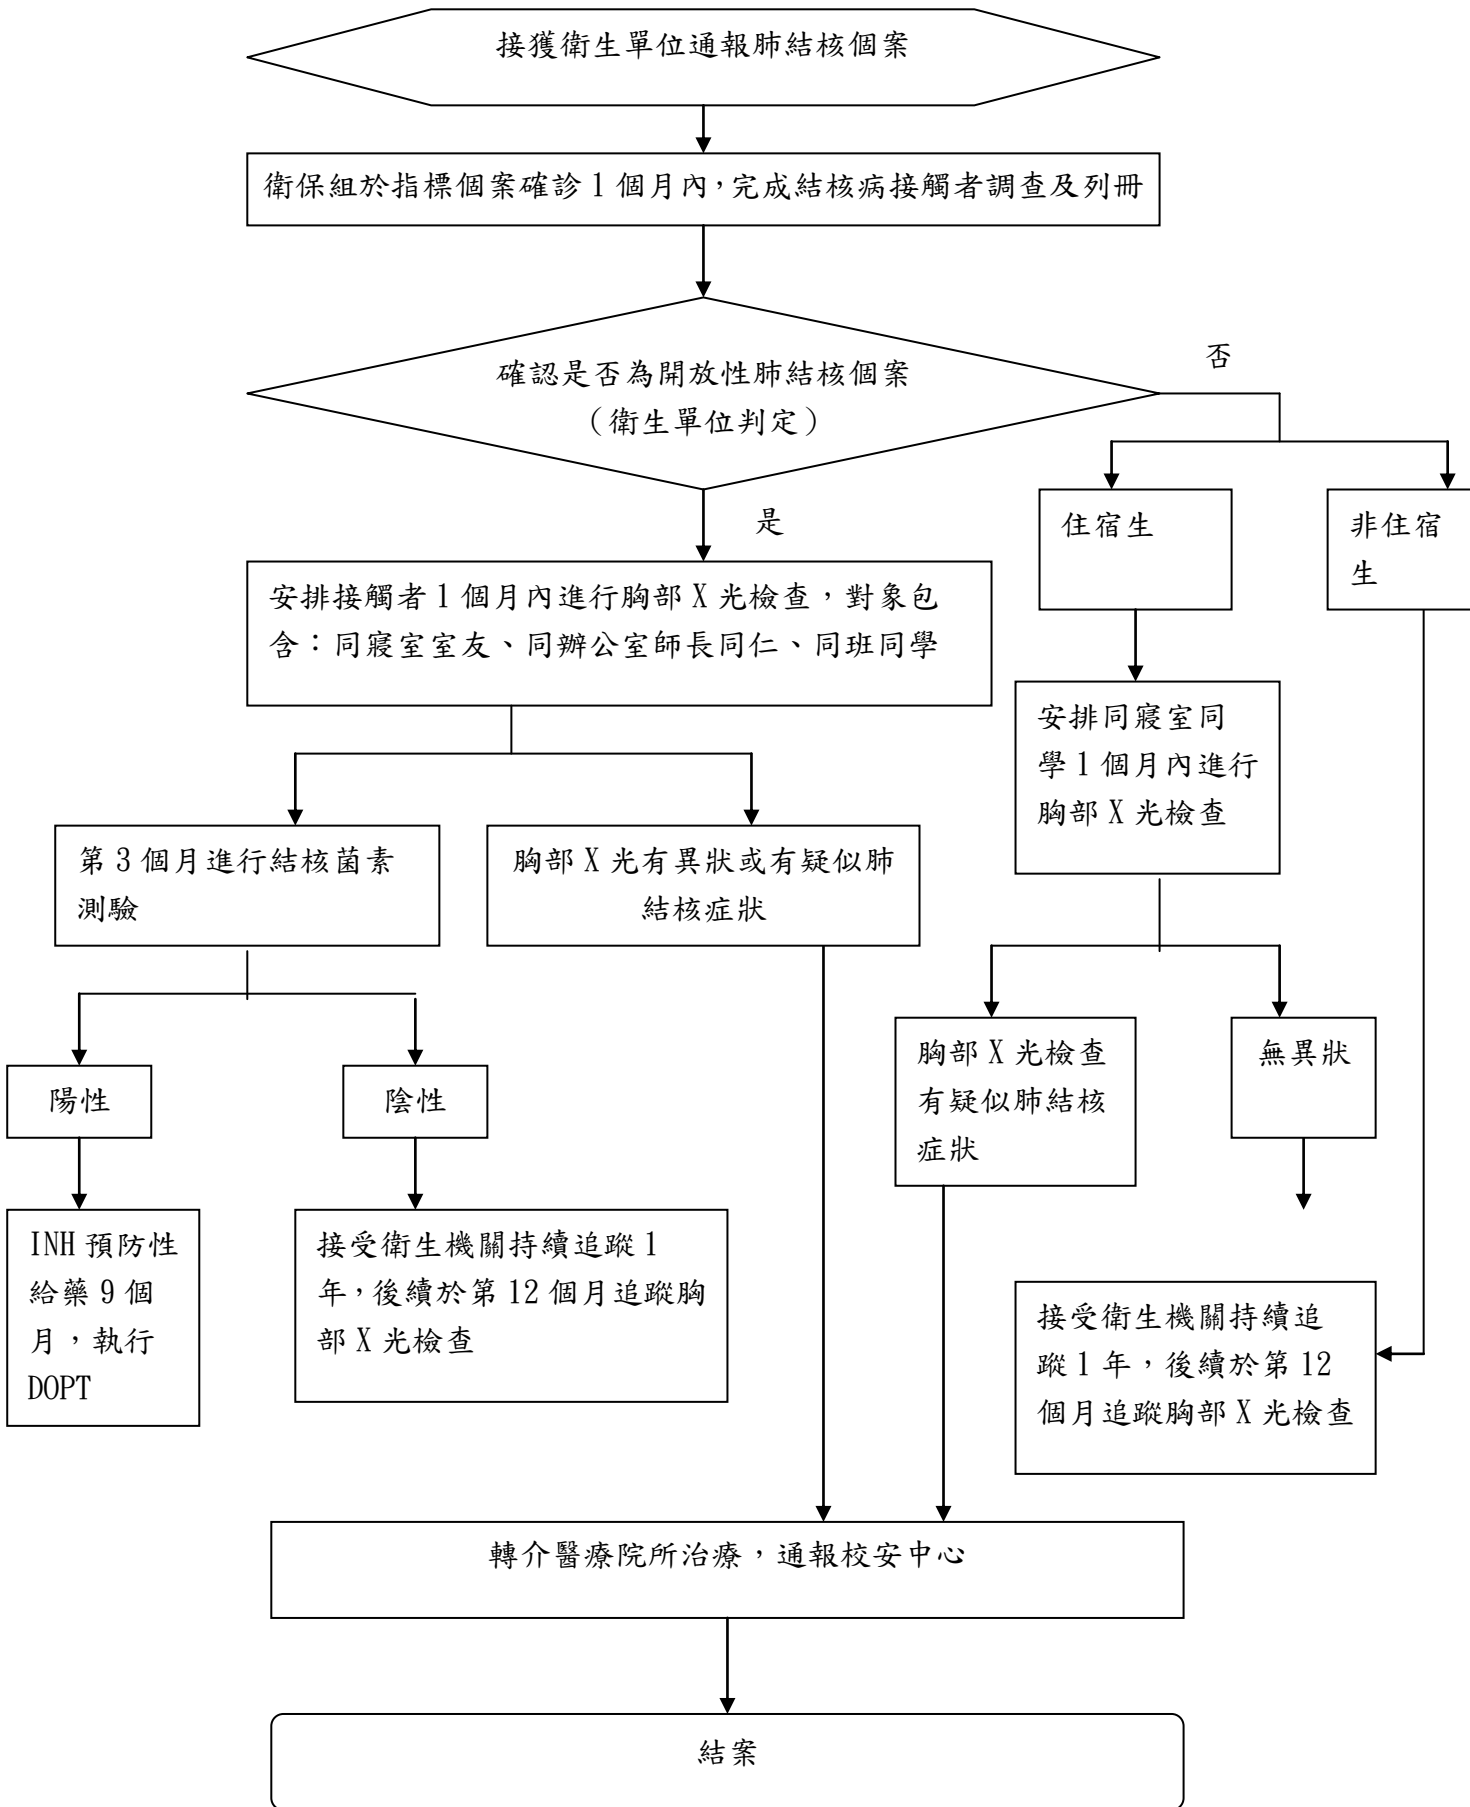 接獲衛生單位通報肺結核個案
衛保組於指標個案確診1個月內,完成結核病接觸者調查及列冊
確認是否為開放性肺結核個案
（衛生單位判定）
否
是
住宿生
非住宿
生
安排接觸者1個月內進行胸部X光檢查，對象包
含：同寢室室友、同辦公室師長同仁、同班同學
安排同寢室同
學1個月內進行
胸部X光檢查
第3個月進行結核菌素
測驗
胸部X光有異狀或有疑似肺
結核症狀
陽性
陰性
胸部X光檢查
有疑似肺結核
症狀
無異狀
INH預防性
給藥9個
月，執行
DOPT
接受衛生機關持續追蹤1
年，後續於第12個月追蹤胸
部X光檢查
接受衛生機關持續追
蹤1年，後續於第12
個月追蹤胸部X光檢查
轉介醫療院所治療，通報校安中心
結案